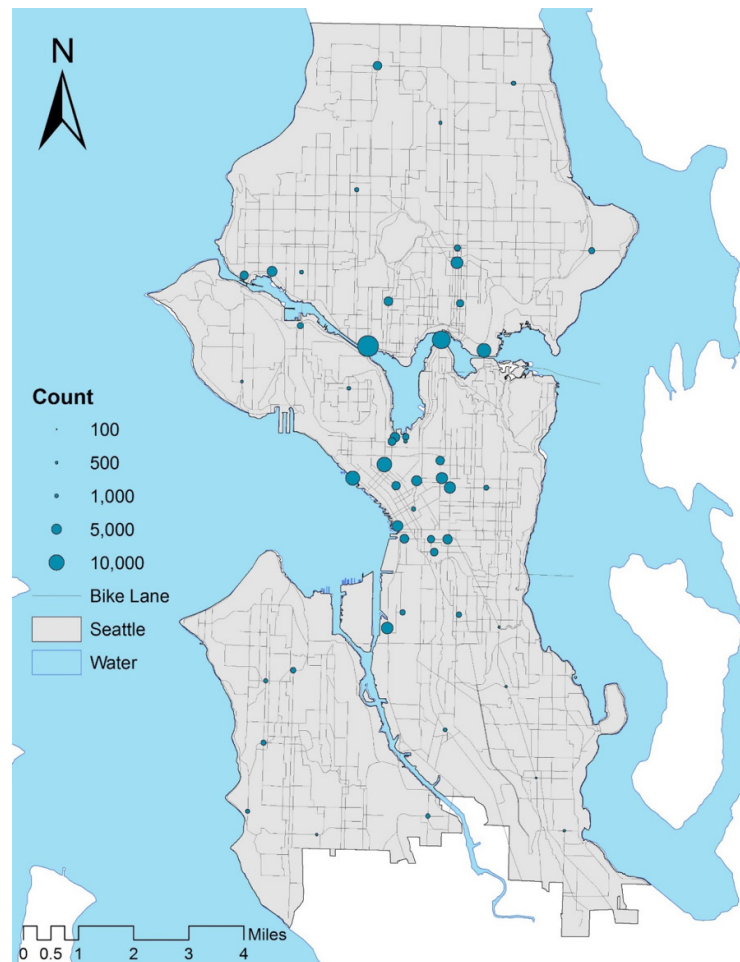 N
Count
100
500
1,000
5,000
10,000
Bike Lane
Seattle
Water
Miles
0 0.5 1 2 3 4